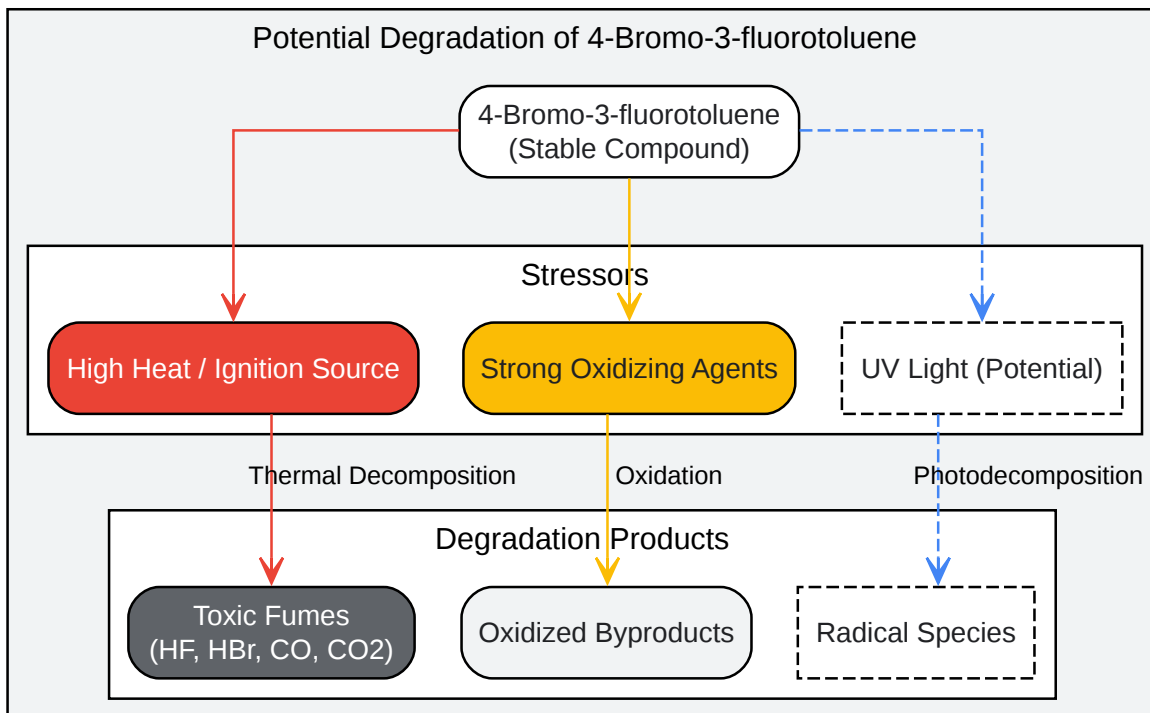 Potential Degradation of 4-Bromo-3-fluorotoluene
4-Bromo-3-fluorotoluene
(Stable Compound)
Stressors
High Heat / Ignition Source
Strong Oxidizing Agents
UV Light (Potential)
Thermal Decomposition
Oxidation
Photodecomposition
Degradation Products
Toxic Fumes
(HF, HBr, CO, CO2)
Oxidized Byproducts
Radical Species